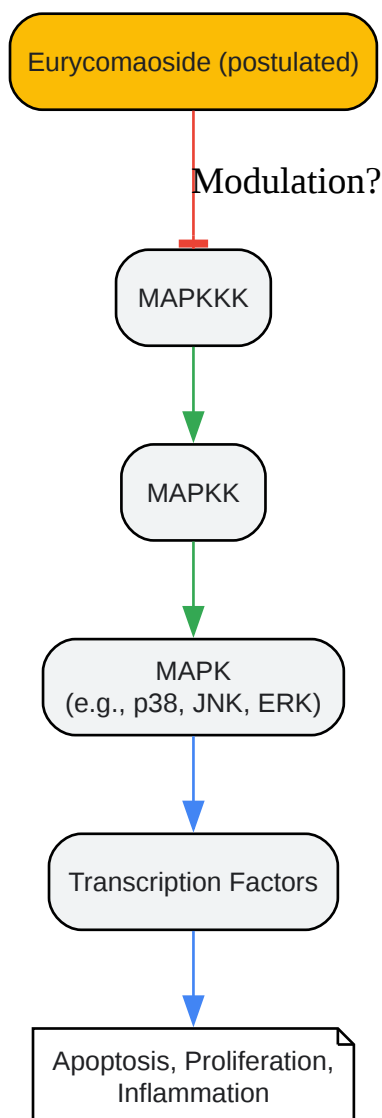 Eurycomaoside (postulated)
Modulation?
MAPKKK
MAPKK
MAPK
(e.g., p38, JNK, ERK)
Transcription Factors
Apoptosis, Proliferation,
Inflammation